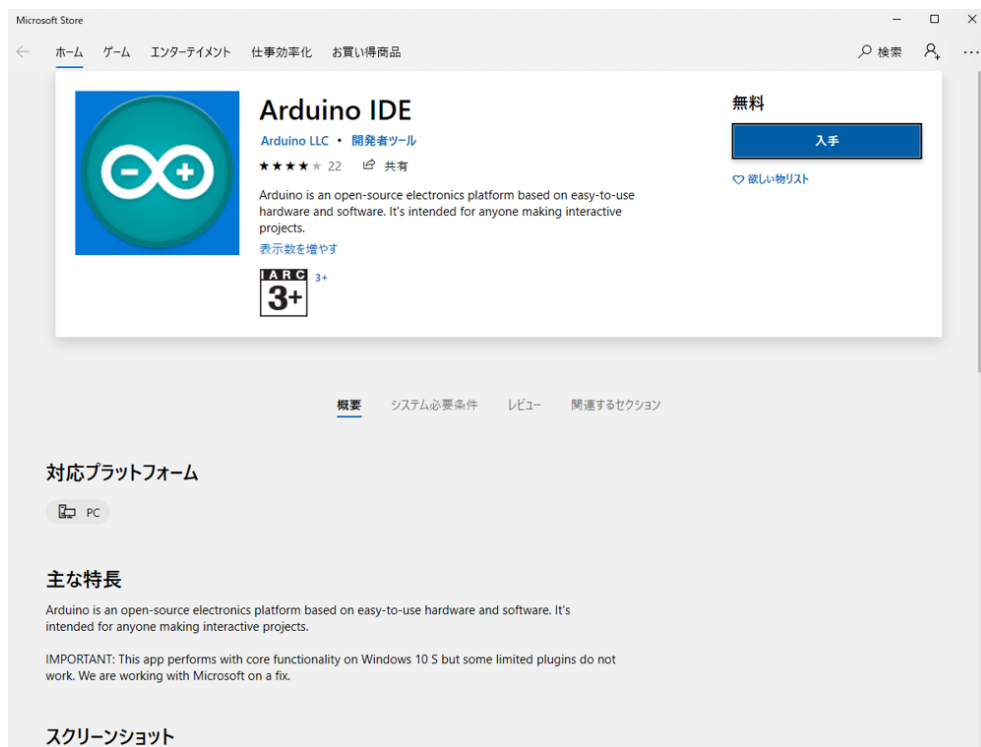 Microsoft Store
ホーム ゲーム エンターテイメント 仕事効率化 お買い得商品 検索
Arduino IDE
Arduino LLC • 開発者ツール
22 共有
Arduino is an open-source electronics platform based on easy-to-use
hardware and software. It's intended for anyone making interactive
projects.
表示数を増やす
IARC
3+
3+
無料
入手
欲しい物リスト
概要 システム必要条件 レビュー 関連するセクション
対応プラットフォーム
PC
主な特長
Arduino is an open-source electronics platform based on easy-to-use hardware and software. It's
intended for anyone making interactive projects.
IMPORTANT: This app performs with core functionality on Windows 10 S but some limited plugins do not
work. We are working with Microsoft on a fix.
スクリーンショット